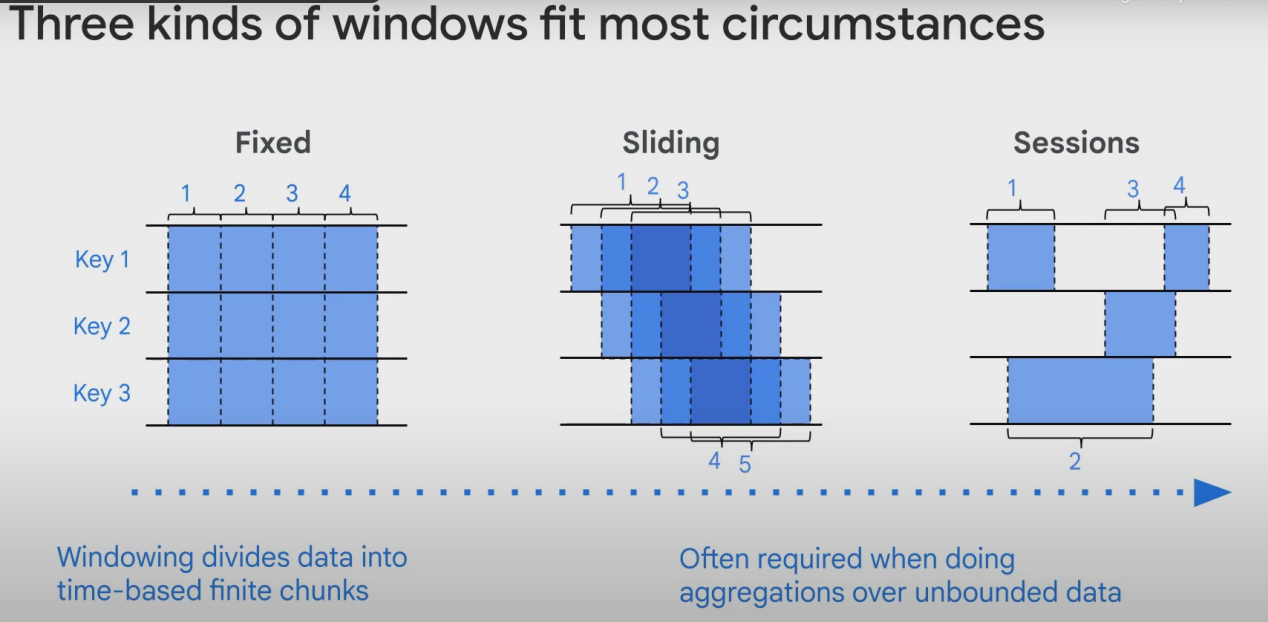 Three kinds of windows fit most circumstances
Fixed
1 2 3 4
Key 1
Key 2
Key 3
Sliding
1 2 3
4 5
Sessions
1 3 4
2
Windowing divides data into
time-based finite chunks
Often required when doing
aggregations over unbounded data